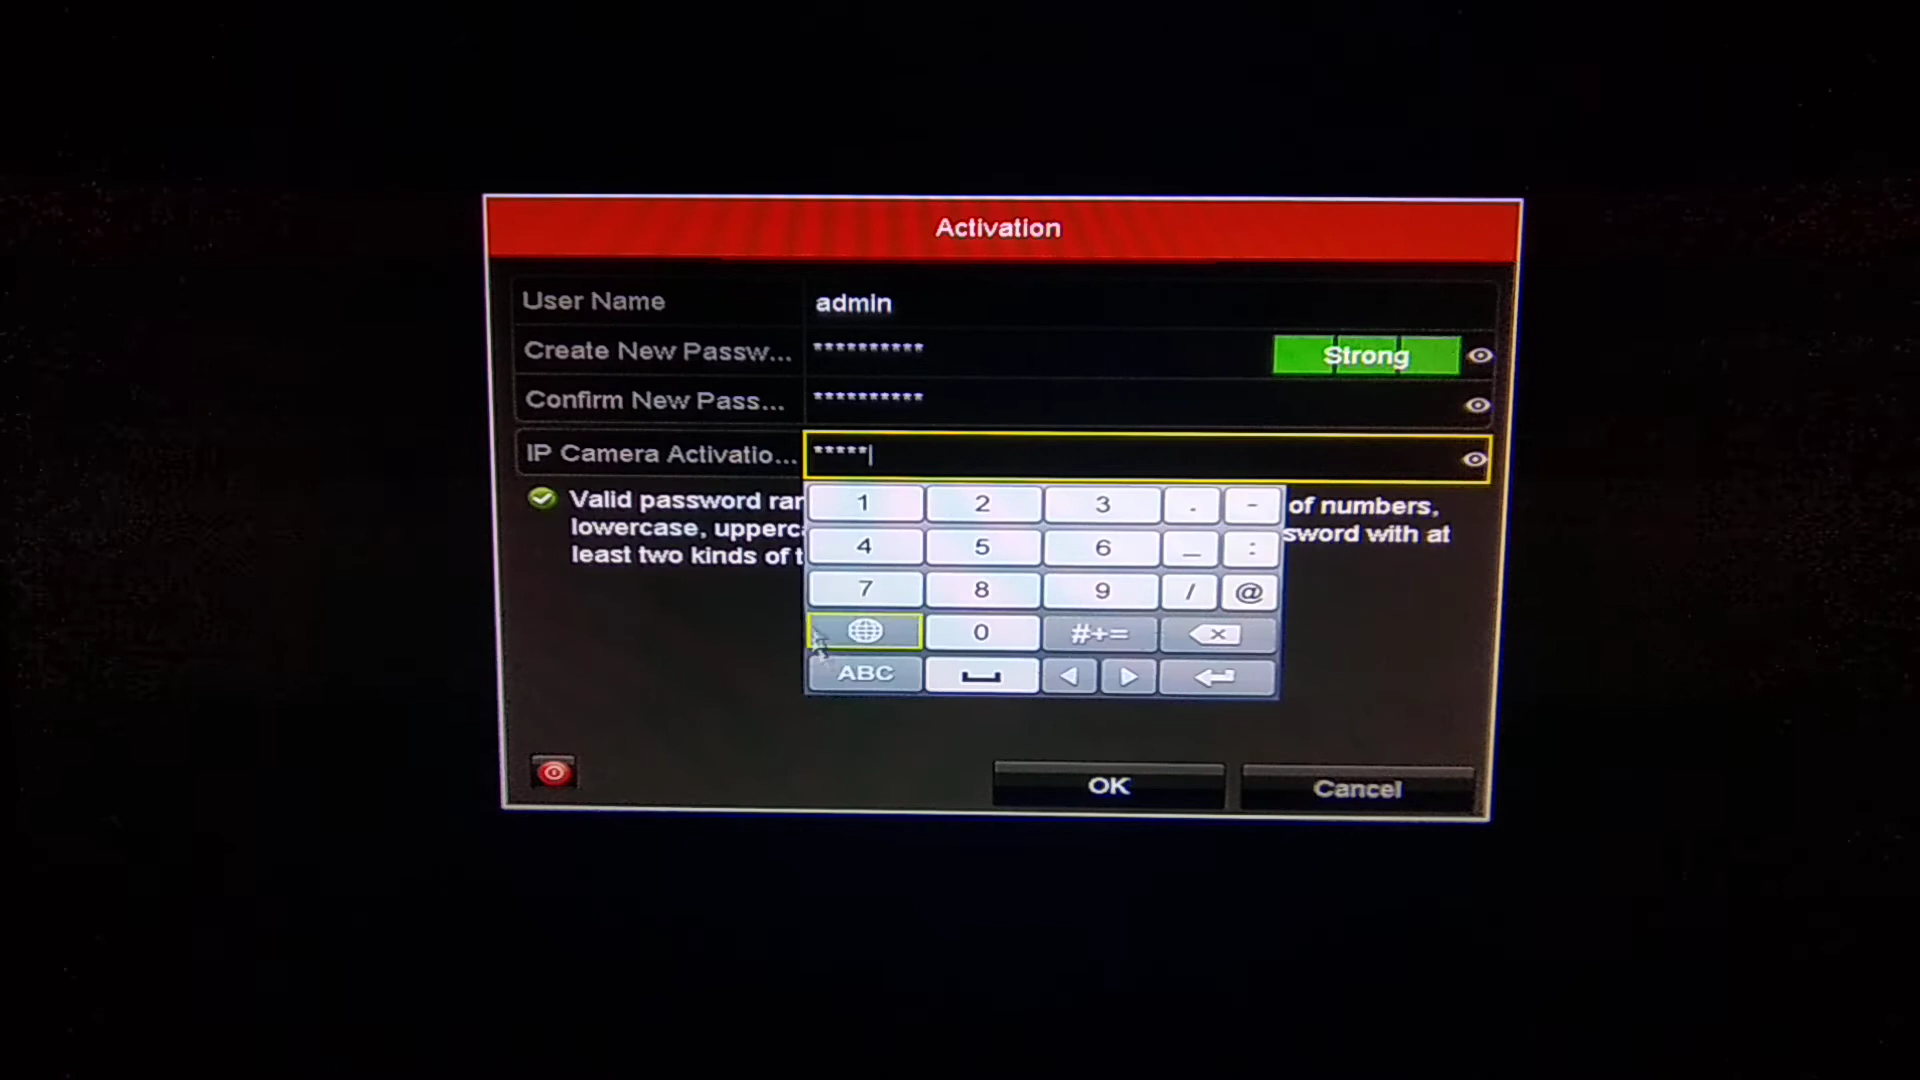 Activation
User Name admin
Create New Passw... ********** Strong
Confirm New Pass... **********
IP Camera Activatio... *****
Valid password ran of numbers,
lowercase, upperc sword with at
least two kinds of t
1 2 3 . -
4 5 6 _ :
7 8 9 / @
0 #+=
ABC
OK Cancel